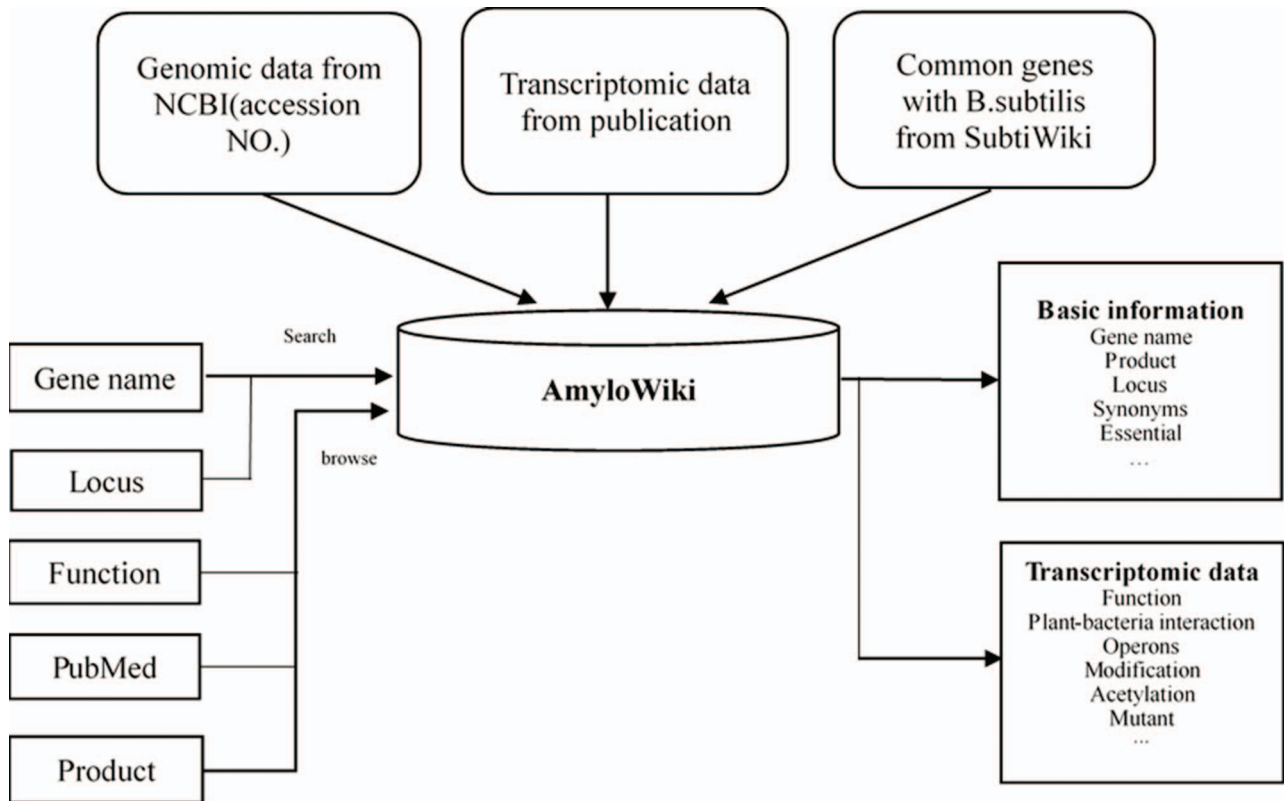 Genomic data from
NCBI(accession
NO.)
Transcriptomic data
from publication
Common genes
with B.subtilis
from SubtiWiki
Search
Gene name
Locus
browse
Function
PubMed
Product
AmyloWiki
Basic information
Gene name
Product
Locus
Synonyms
Essential
...
Transcriptomic data
Function
Plant-bacteria interaction
Operons
Modification
Acetylation
Mutant
...